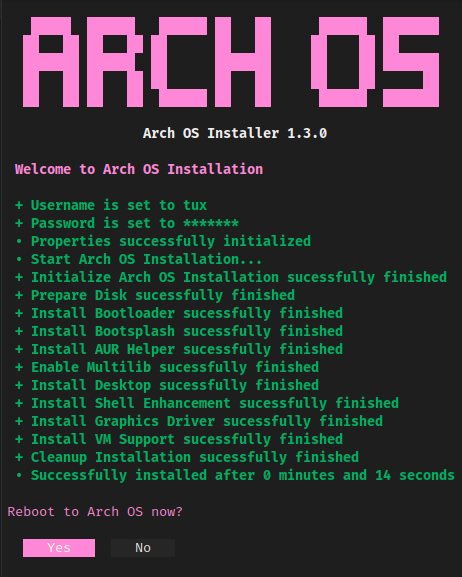 ARCH OS
Arch OS Installer 1.3.0
Welcome to Arch OS Installation
+ Username is set to tux
+ Password is set to *******
• Properties successfully initialized
• Start Arch OS Installation...
+ Initialize Arch OS Installation sucessfully finished
+ Prepare Disk sucessfully finished
+ Install Bootloader sucessfully finished
+ Install Bootsplash sucessfully finished
+ Install AUR Helper sucessfully finished
+ Enable Multilib sucessfully finished
+ Install Desktop sucessfully finished
+ Install Shell Enhancement sucessfully finished
+ Install Graphics Driver sucessfully finished
+ Install VM Support sucessfully finished
+ Cleanup Installation sucessfully finished
• Successfully installed after 0 minutes and 14 seconds
Reboot to Arch OS now?
Yes No